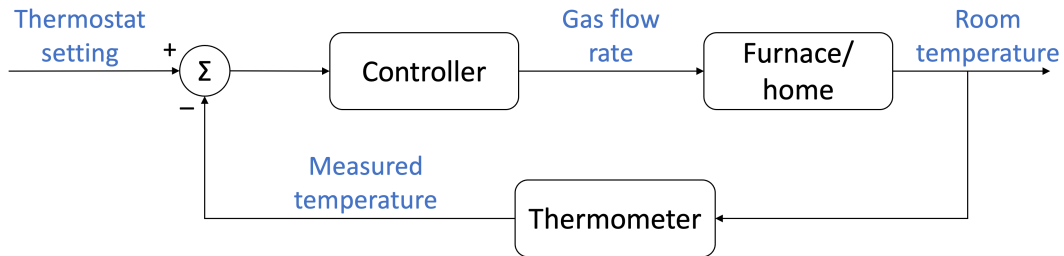 Thermostat
setting
+
Σ
−
Controller
Gas flow
rate
Furnace/
home
Room
temperature
Measured
temperature
Thermometer